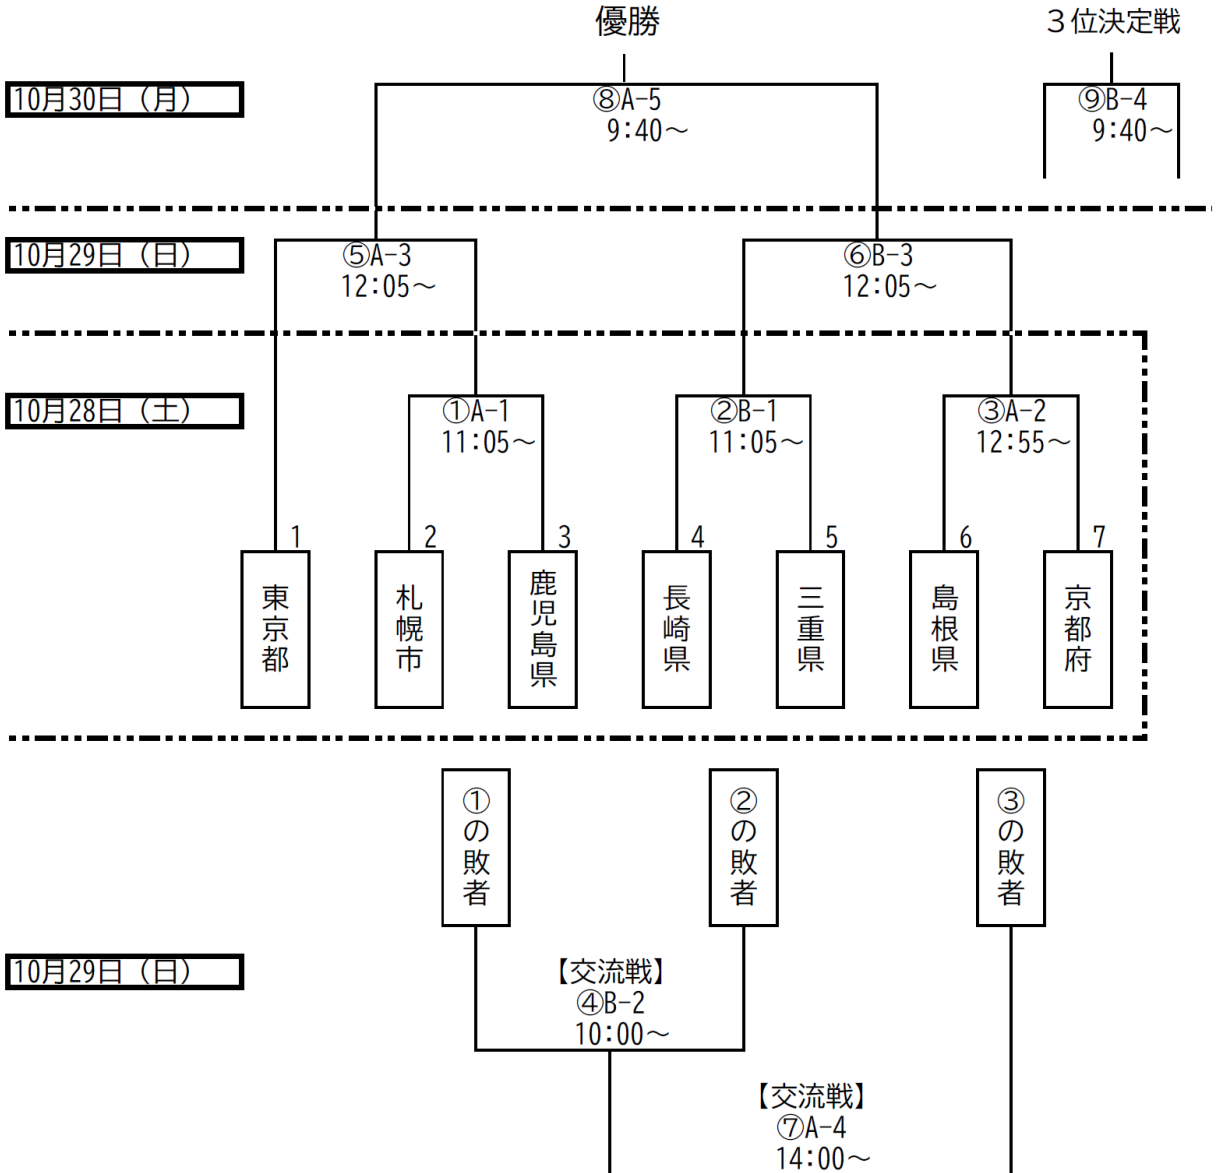 優勝
３位決定戦
10月30日（月）
⑧A-5
9:40～
⑨B-4
9:40～
10月29日（日）
⑤A-3
12:05～
⑥B-3
12:05～
10月28日（土）
①A-1
11:05～
②B-1
11:05～
③A-2
12:55～
1
2
3
4
5
6
7
東京都
札幌市
鹿児島県
長崎県
三重県
島根県
京都府
①の敗者
②の敗者
③の敗者
10月29日（日）
【交流戦】
④B-2
10:00～
【交流戦】
⑦A-4
14:00～